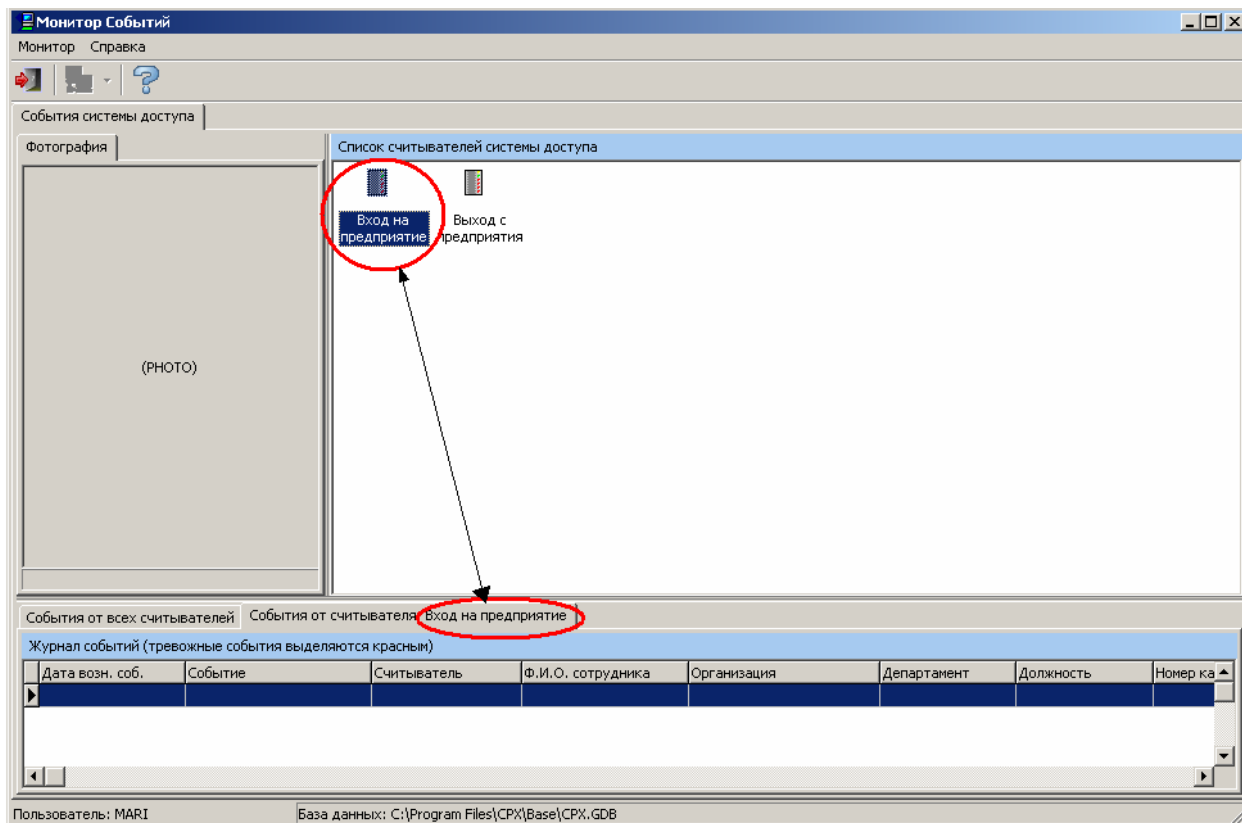 Монитор Событий
Монитор Справка
События системы доступа
Фотография
Список считывателей системы доступа
Вход на предприятие
Выход с предприятия
(PHOTO)
События от всех считывателей События от считывателя Вход на предприятие
Журнал событий (тревожные события выделяются красным)
Дата возн. соб. Событие Считыватель Ф.И.О. сотрудника Организация Департамент Должность Номер ка
Пользователь: MARI База данных: C:\Program Files\CPX\Base\CPX.GDB